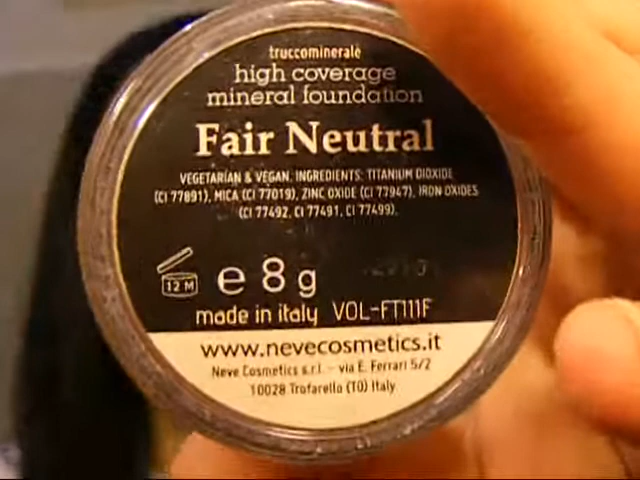 truccominerale
high coverage
mineral foundation
Fair Neutral
VEGETARIAN & VEGAN. INGREDIENTS: TITANIUM DIOXIDE
(CI 77891), MICA (CI 77019), ZINC OXIDE (CI 77947), IRON OXIDES
(CI 77492, CI 77491, CI 77499).
12 M e 8 g
made in italy VOL-FT111F
www.nevecosmetics.it
Neve Cosmetics s.r.l. - via E. Ferrari 5/2
10028 Trofarello (TO) Italy